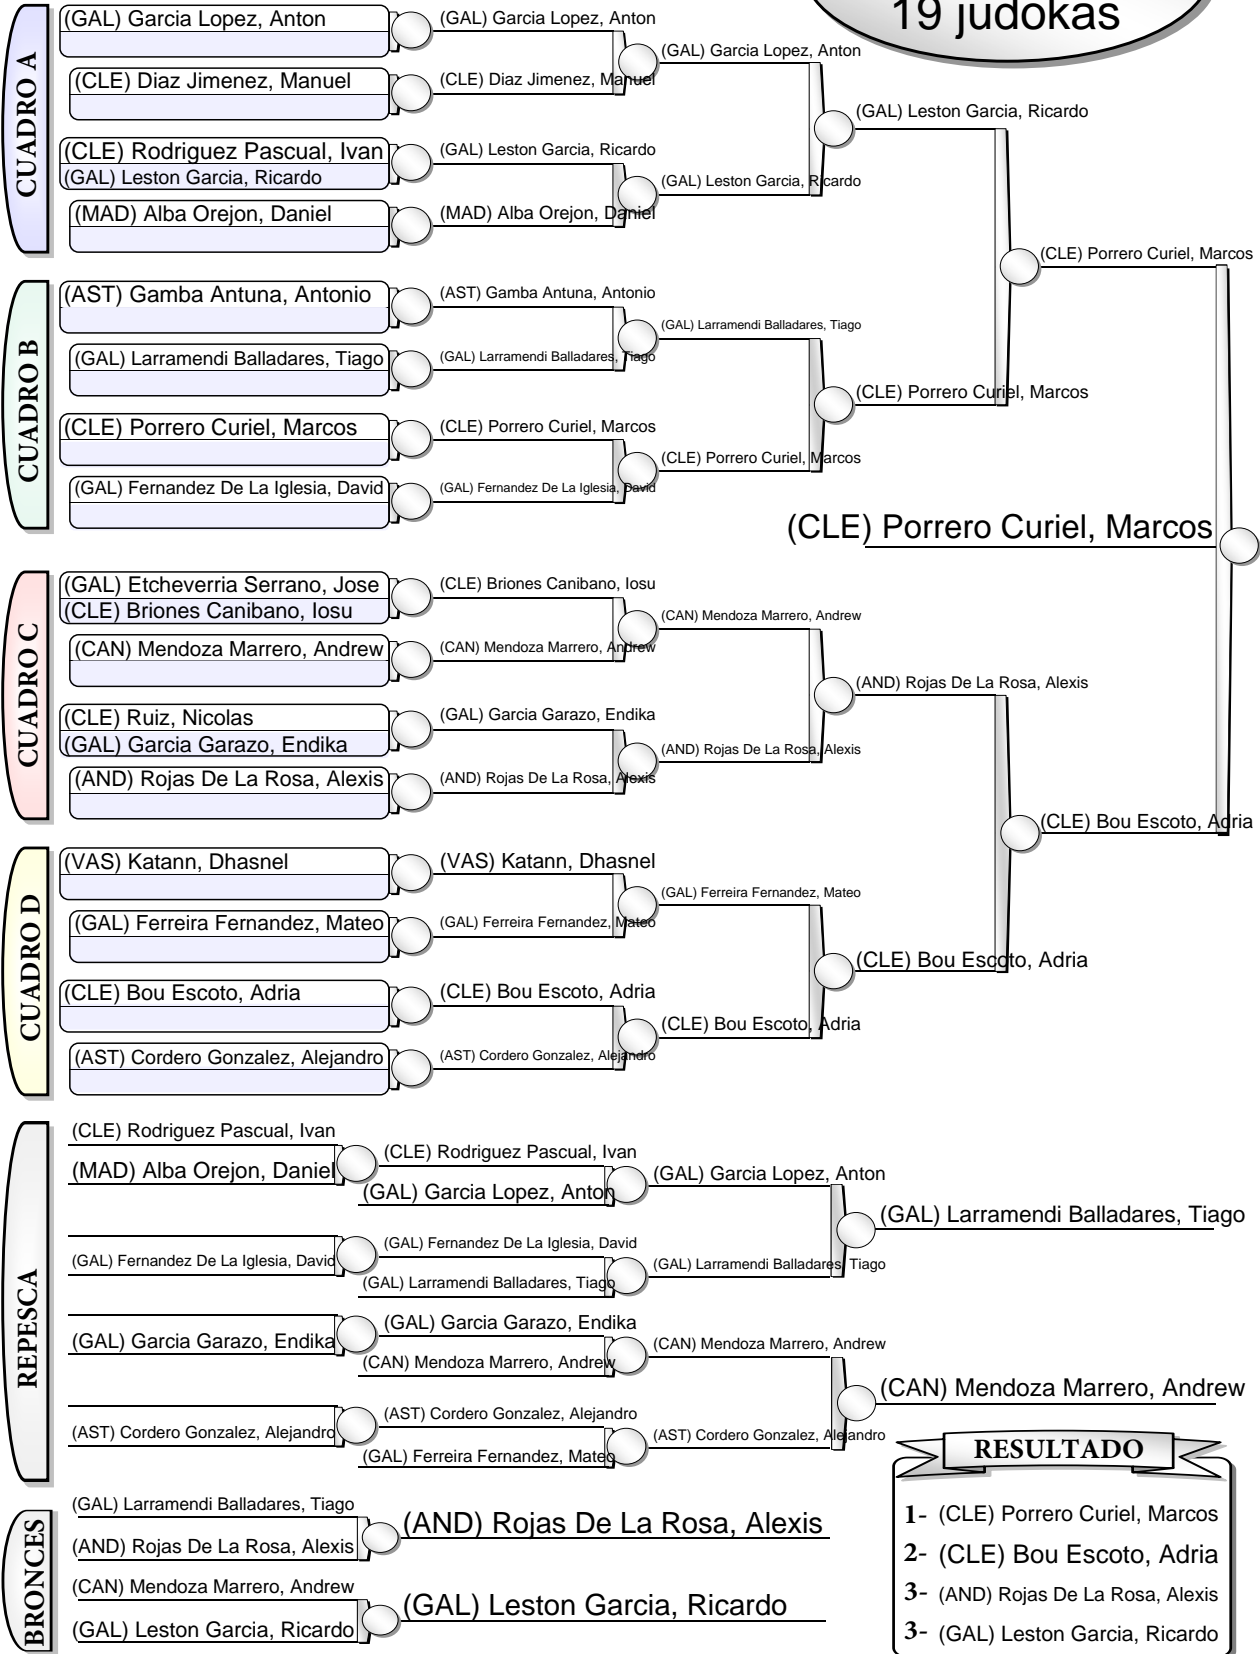 19 judokas
CUADRO A
(GAL) Garcia Lopez, Anton
(CLE) Diaz Jimenez, Manuel
(CLE) Rodriguez Pascual, Ivan
(GAL) Leston Garcia, Ricardo
(MAD) Alba Orejon, Daniel
(GAL) Garcia Lopez, Anton
(CLE) Diaz Jimenez, Manuel
(GAL) Leston Garcia, Ricardo
(MAD) Alba Orejon, Daniel
(GAL) Garcia Lopez, Anton
(GAL) Leston Garcia, Ricardo
(GAL) Leston Garcia, Ricardo
CUADRO B
(AST) Gamba Antuna, Antonio
(GAL) Larramendi Balladares, Tiago
(CLE) Porrero Curiel, Marcos
(GAL) Fernandez De La Iglesia, David
(AST) Gamba Antuna, Antonio
(GAL) Larramendi Balladares, Tiago
(CLE) Porrero Curiel, Marcos
(GAL) Fernandez De La Iglesia, David
(GAL) Larramendi Balladares, Tiago
(CLE) Porrero Curiel, Marcos
(CLE) Porrero Curiel, Marcos
(CLE) Porrero Curiel, Marcos
(CLE) Porrero Curiel, Marcos
CUADRO C
(GAL) Etcheverria Serrano, Jose
(CLE) Briones Canibano, Iosu
(CAN) Mendoza Marrero, Andrew
(CLE) Ruiz, Nicolas
(GAL) Garcia Garazo, Endika
(AND) Rojas De La Rosa, Alexis
(CLE) Briones Canibano, Iosu
(CAN) Mendoza Marrero, Andrew
(GAL) Garcia Garazo, Endika
(AND) Rojas De La Rosa, Alexis
(CAN) Mendoza Marrero, Andrew
(AND) Rojas De La Rosa, Alexis
(AND) Rojas De La Rosa, Alexis
CUADRO D
(VAS) Katann, Dhasnel
(GAL) Ferreira Fernandez, Mateo
(CLE) Bou Escoto, Adria
(AST) Cordero Gonzalez, Alejandro
(VAS) Katann, Dhasnel
(GAL) Ferreira Fernandez, Mateo
(CLE) Bou Escoto, Adria
(AST) Cordero Gonzalez, Alejandro
(GAL) Ferreira Fernandez, Mateo
(CLE) Bou Escoto, Adria
(CLE) Bou Escoto, Adria
(CLE) Bou Escoto, Adria
REPESCA
(CLE) Rodriguez Pascual, Ivan
(MAD) Alba Orejon, Daniel
(GAL) Fernandez De La Iglesia, David
(GAL) Garcia Garazo, Endika
(AST) Cordero Gonzalez, Alejandro
(CLE) Rodriguez Pascual, Ivan
(GAL) Garcia Lopez, Anton
(GAL) Fernandez De La Iglesia, David
(GAL) Larramendi Balladares, Tiago
(GAL) Garcia Garazo, Endika
(CAN) Mendoza Marrero, Andrew
(AST) Cordero Gonzalez, Alejandro
(GAL) Ferreira Fernandez, Mateo
(GAL) Garcia Lopez, Anton
(GAL) Larramendi Balladares, Tiago
(CAN) Mendoza Marrero, Andrew
(AST) Cordero Gonzalez, Alejandro
(GAL) Larramendi Balladares, Tiago
(CAN) Mendoza Marrero, Andrew
BRONCES
(GAL) Larramendi Balladares, Tiago
(AND) Rojas De La Rosa, Alexis
(CAN) Mendoza Marrero, Andrew
(GAL) Leston Garcia, Ricardo
(AND) Rojas De La Rosa, Alexis
(GAL) Leston Garcia, Ricardo
RESULTADO
1- (CLE) Porrero Curiel, Marcos
2- (CLE) Bou Escoto, Adria
3- (AND) Rojas De La Rosa, Alexis
3- (GAL) Leston Garcia, Ricardo